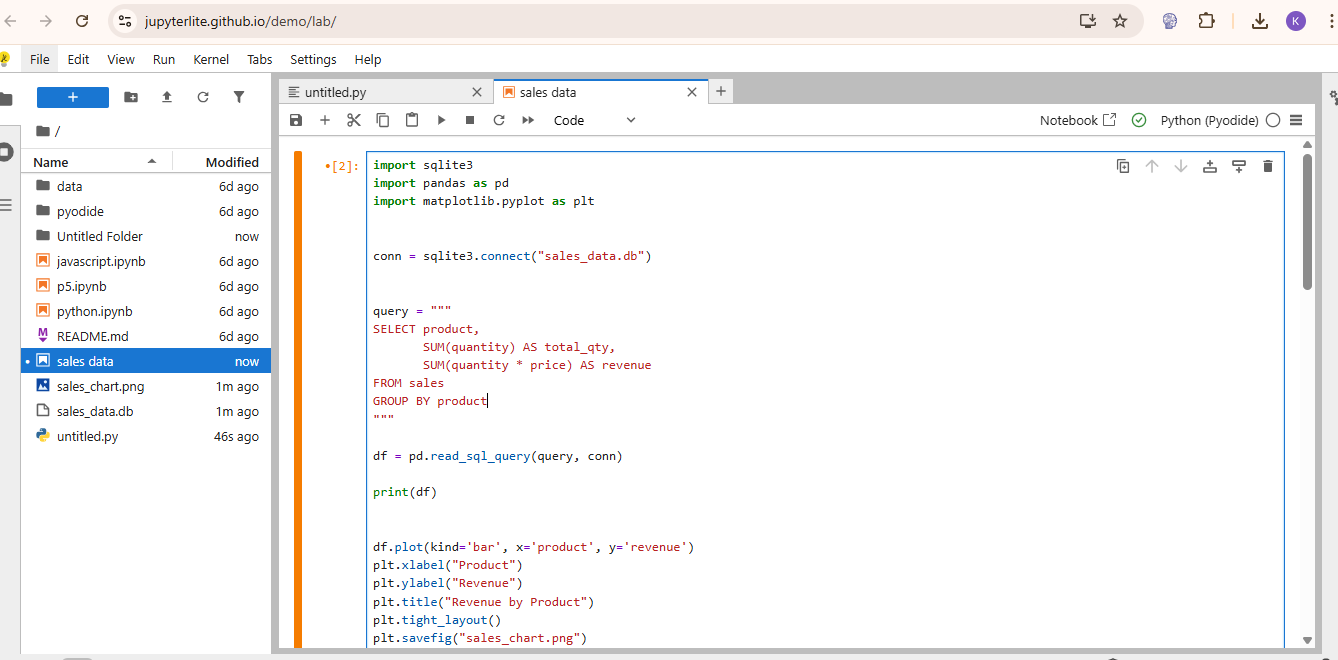 jupyterlite.github.io/demo/lab/
K
File Edit View Run Kernel Tabs Settings Help
+
/
Name Modified
data 6d ago
pyodide 6d ago
Untitled Folder now
javascript.ipynb 6d ago
p5.ipynb 6d ago
python.ipynb 6d ago
README.md 6d ago
sales data now
sales_chart.png 1m ago
sales_data.db 1m ago
untitled.py 46s ago
untitled.py
sales data
Code
Notebook
Python (Pyodide)
[2]:
import sqlite3
import pandas as pd
import matplotlib.pyplot as plt
conn = sqlite3.connect("sales_data.db")
query = """
SELECT product,
SUM(quantity) AS total_qty,
SUM(quantity * price) AS revenue
FROM sales
GROUP BY product
"""
df = pd.read_sql_query(query, conn)
print(df)
df.plot(kind='bar', x='product', y='revenue')
plt.xlabel("Product")
plt.ylabel("Revenue")
plt.title("Revenue by Product")
plt.tight_layout()
plt.savefig("sales_chart.png")